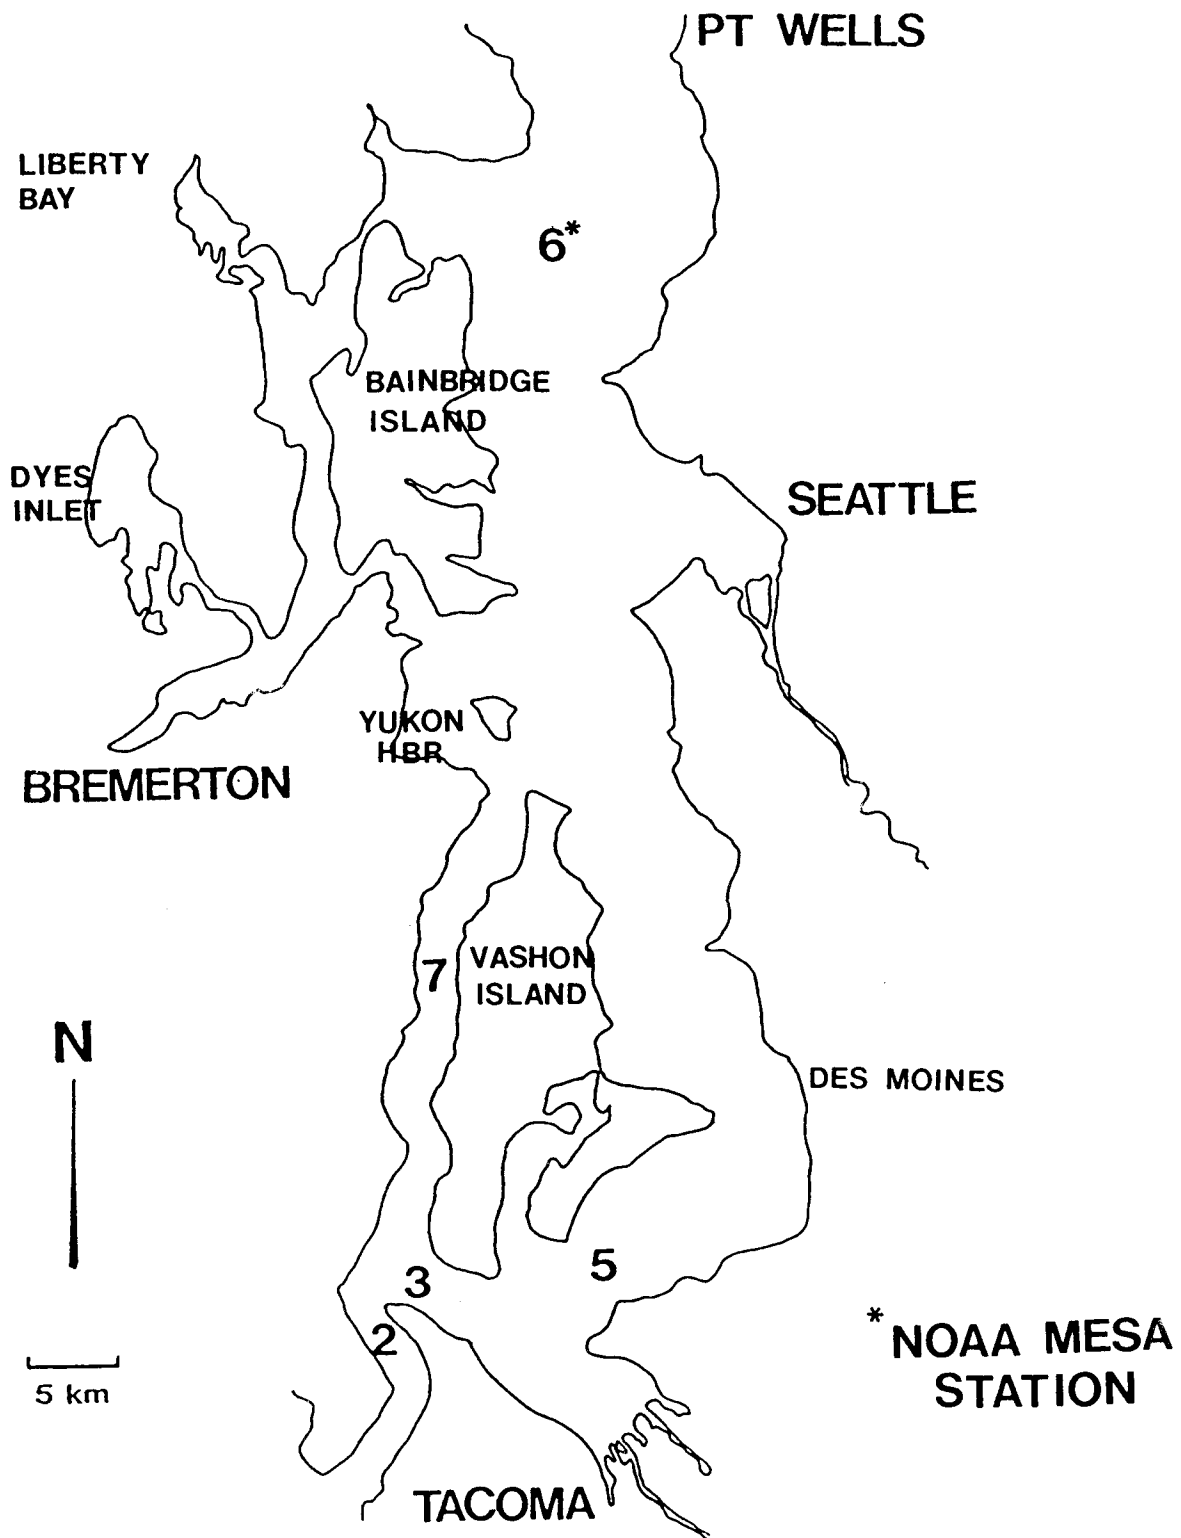 PT WELLS
LIBERTY
BAY
6*
BAINBRIDGE
ISLAND
DYES
INLET
SEATTLE
YUKON
HBR
BREMERTON
7
VASHON
ISLAND
N
DES MOINES
5
3
2
*NOAA MESA
STATION
5 km
TACOMA